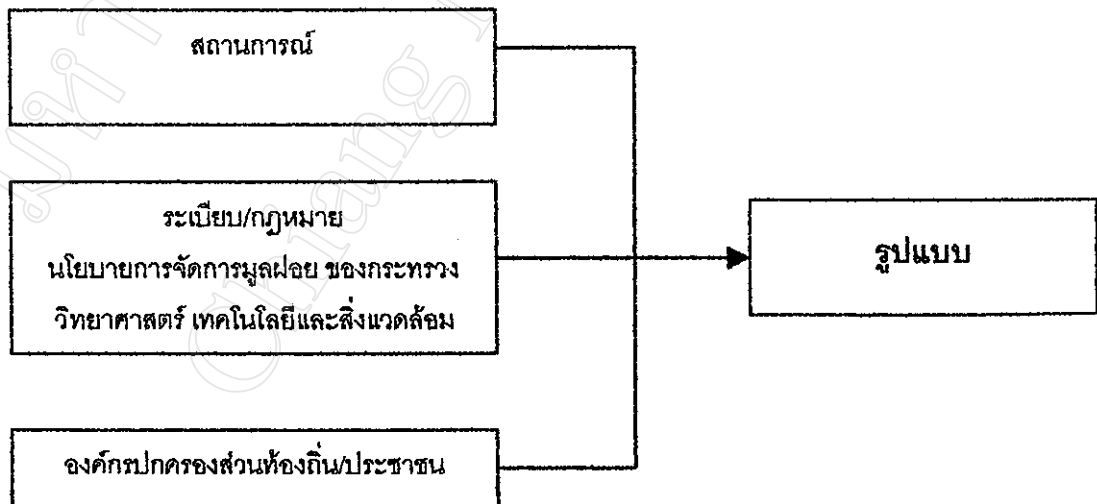 สถานการณ์
ระเบียบ/กฎหมาย
นโยบายการจัดการมูลฝอย ของกระทรวง
วิทยาศาสตร์ เทคโนโลยีและสิ่งแวดล้อม
รูปแบบ
องค์กรปกครองส่วนท้องถิ่น/ประชาชน
Chiang